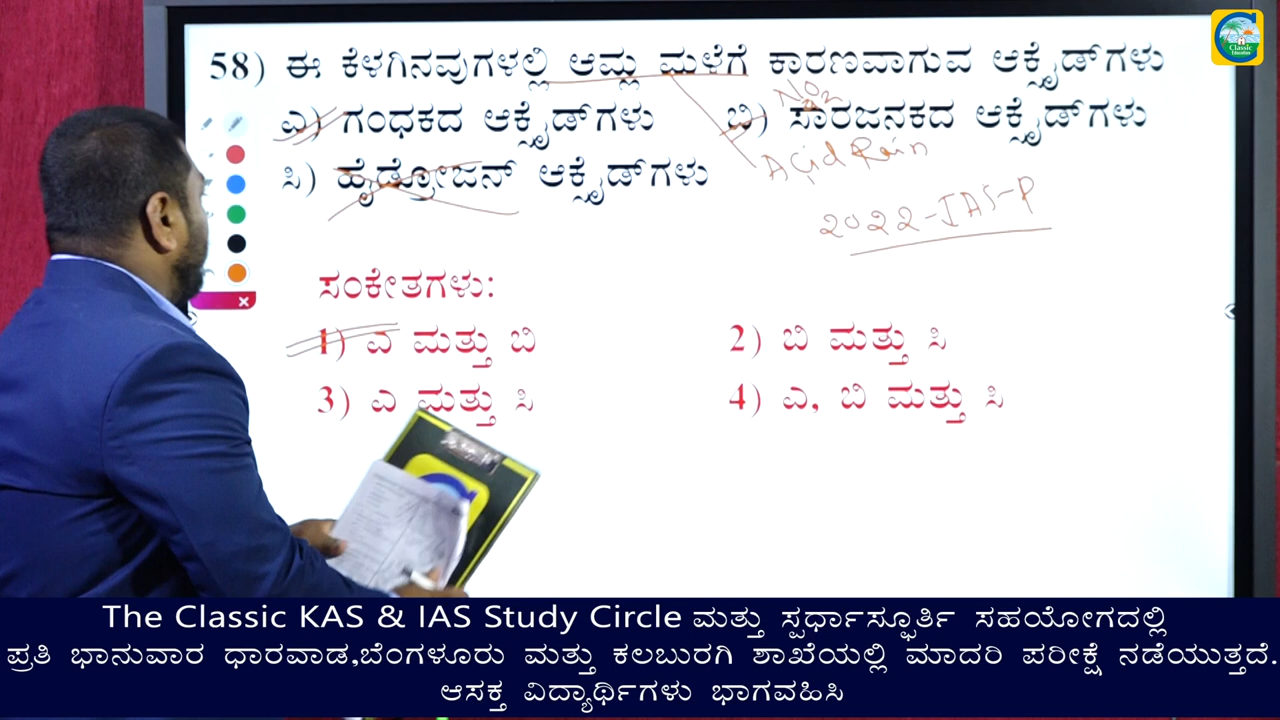 58) ಈ ಕೆಳಗಿನವುಗಳಲ್ಲಿ ಆಮ್ಲ ಮಳೆಗೆ ಕಾರಣವಾಗುವ ಆಕ್ಸೈಡ್‌ಗಳು
NO2
ಎ) ಗಂಧಕದ ಆಕ್ಸೈಡ್‌ಗಳು ಬಿ) ಸಾರಜನಕದ ಆಕ್ಸೈಡ್‌ಗಳು
Acid Rain
ಸಿ) ಹೈಡ್ರೋಜನ್ ಆಕ್ಸೈಡ್‌ಗಳು
2022-IAS-P
ಸಂಕೇತಗಳು:
1) ಎ ಮತ್ತು ಬಿ 2) ಬಿ ಮತ್ತು ಸಿ
3) ಎ ಮತ್ತು ಸಿ 4) ಎ, ಬಿ ಮತ್ತು ಸಿ
Classic
Education
The Classic KAS & IAS Study Circle ಮತ್ತು ಸ್ಪರ್ಧಾಸ್ಫೂರ್ತಿ ಸಹಯೋಗದಲ್ಲಿ
ಪ್ರತಿ ಭಾನುವಾರ ಧಾರವಾಡ,ಬೆಂಗಳೂರು ಮತ್ತು ಕಲಬುರಗಿ ಶಾಖೆಯಲ್ಲಿ ಮಾದರಿ ಪರೀಕ್ಷೆ ನಡೆಯುತ್ತದೆ.
ಆಸಕ್ತ ವಿದ್ಯಾರ್ಥಿಗಳು ಭಾಗವಹಿಸಿ